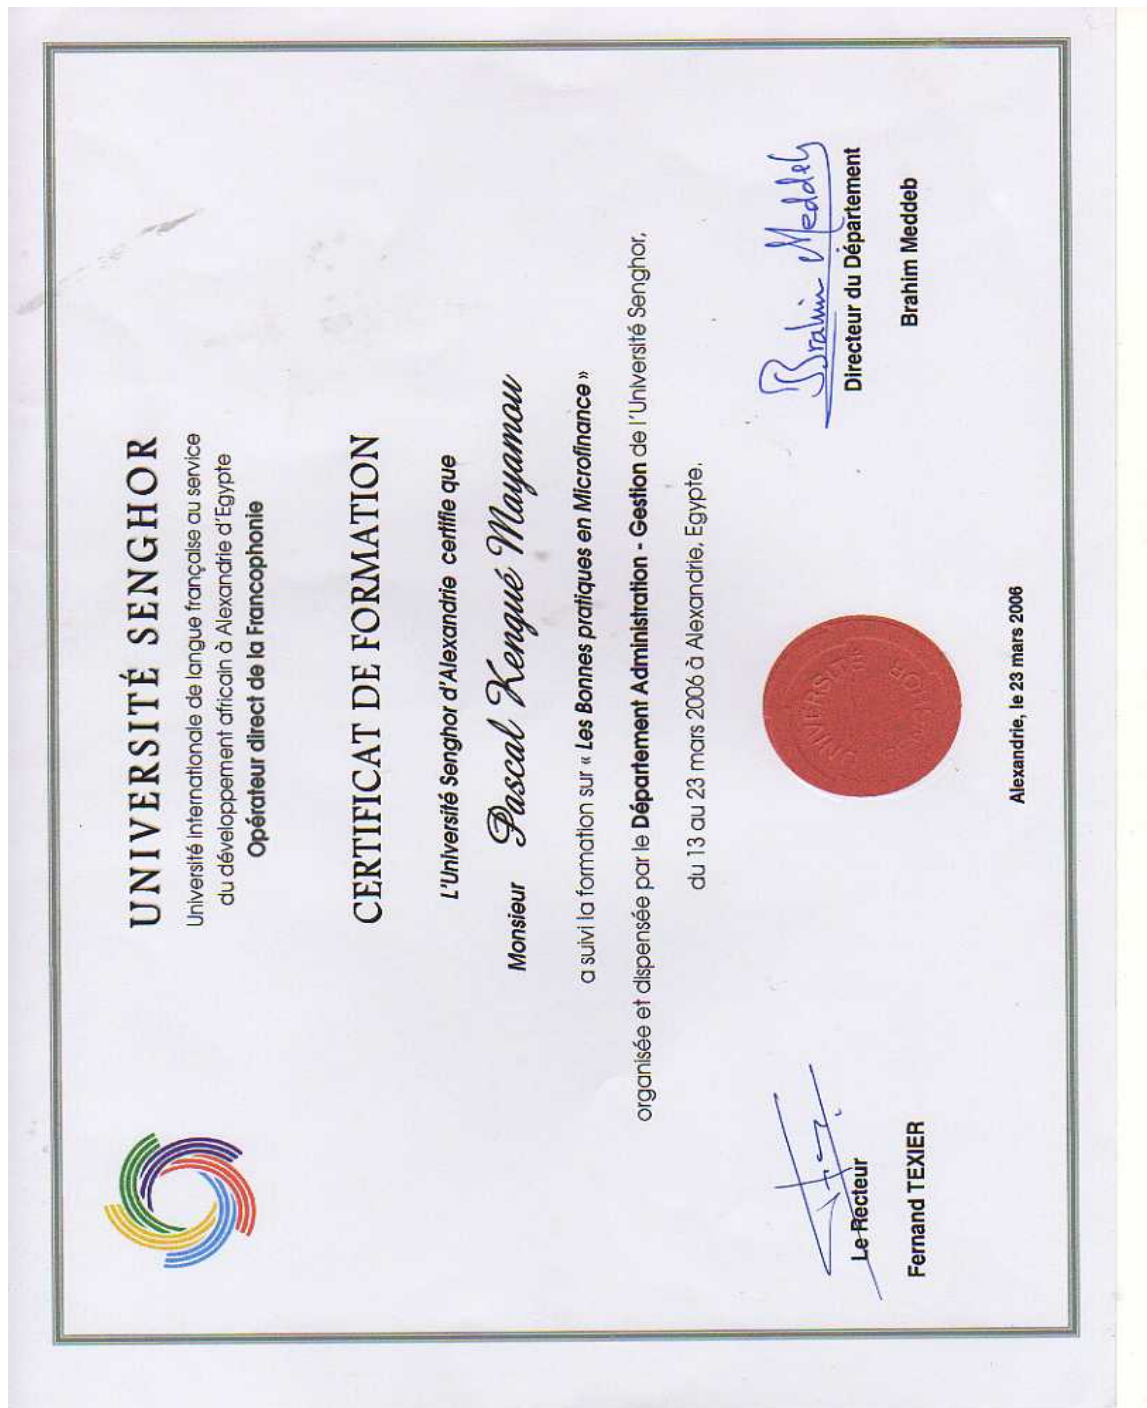 UNIVERSITÉ SENGHOR
Université internationale de langue française au service
du développement africain à Alexandrie d'Egypte
Opérateur direct de la Francophonie
CERTIFICAT DE FORMATION
L'Université Senghor d'Alexandrie certifie que
Monsieur Pascal Kengué Mayamou
a suivi la formation sur « Les Bonnes pratiques en Microfinance »
organisée et dispensée par le Département Administration - Gestion de l'Université Senghor,
du 13 au 23 mars 2006 à Alexandrie, Egypte.
Le Recteur
Fernand TEXIER
UNIVERSITÉ
SENGHOR
Brahim Meddeb
Directeur du Département
Brahim Meddeb
Alexandrie, le 23 mars 2006